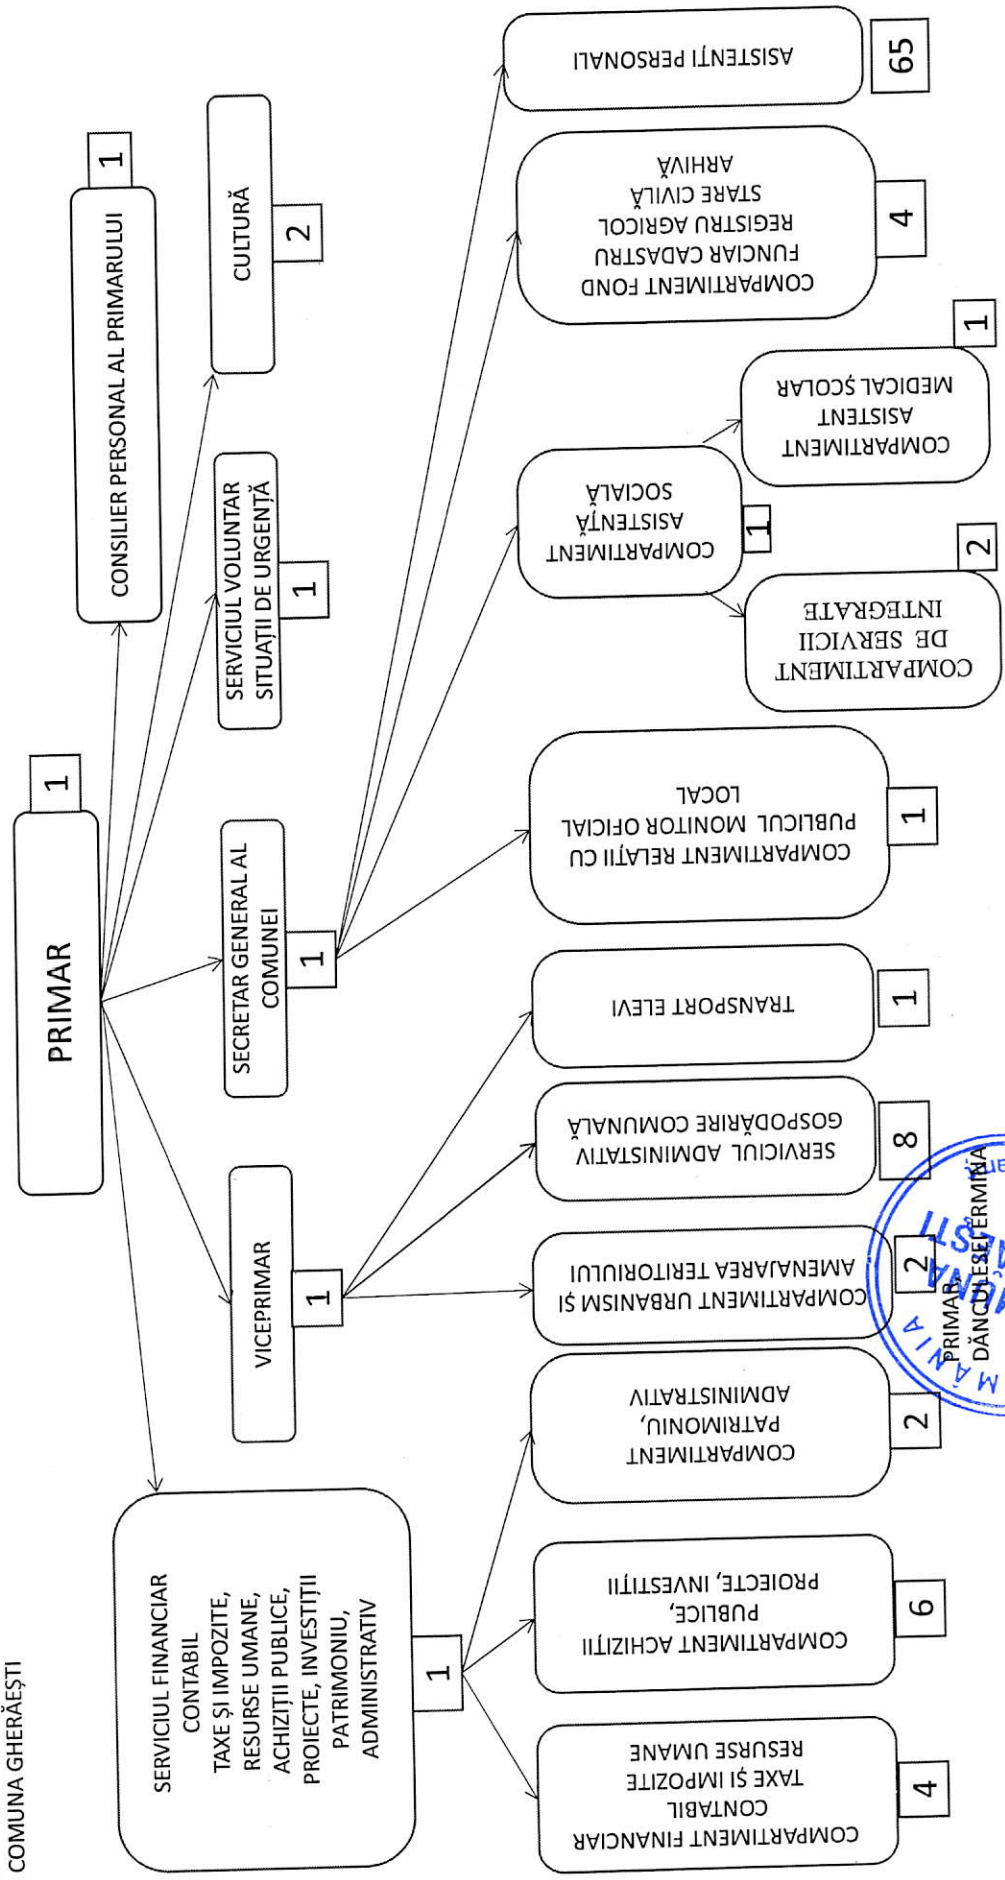 COMUNA GHERĂEȘTI
PRIMAR
1
CONSILIER PERSONAL AL PRIMARULUI
1
SERVICIUL FINANCIAR
CONTABIL
TAXE ȘI IMPOZITE,
RESURSE UMANE,
ACHIZIȚII PUBLICE,
PROIECTE, INVESTIȚII
PATRIMONIU,
ADMINISTRATIV
1
VICEPRIMAR
1
SECRETAR GENERAL AL
COMUNEI
1
SERVICIUL VOLUNTAR
SITUAȚII DE URGENȚĂ
1
CULTURĂ
2
COMPARTIMENT FINANCIAR
CONTABIL
TAXE ȘI IMPOZITE
RESURSE UMANE
4
COMPARTIMENT ACHIZIȚII
PUBLICE,
PROIECTE, INVESTIȚII
6
COMPARTIMENT
PATRIMONIU,
ADMINISTRATIV
2
COMPARTIMENT URBANISM ȘI
AMENAJAREA TERITORIULUI
2
SERVICIUL ADMINISTATIV
GOSPODĂRIRE COMUNALĂ
8
TRANSPORT ELEVI
1
COMPARTIMENT RELAȚII CU
PUBLICUL MONITOR OFICIAL
LOCAL
1
COMPARTIMENT
ASISTENȚĂ
SOCIALĂ
1
COMPARTIMENT
DE SERVICII
INTEGRATE
2
COMPARTIMENT
ASISTENT
MEDICAL ȘCOLAR
1
COMPARTIMENT FOND
FUNCIAR CADASTRU
REGISTRU AGRICOL
STARE CIVILĂ
ARHIVĂ
4
ASISTENȚI PERSONALI
65
PRIMAR,